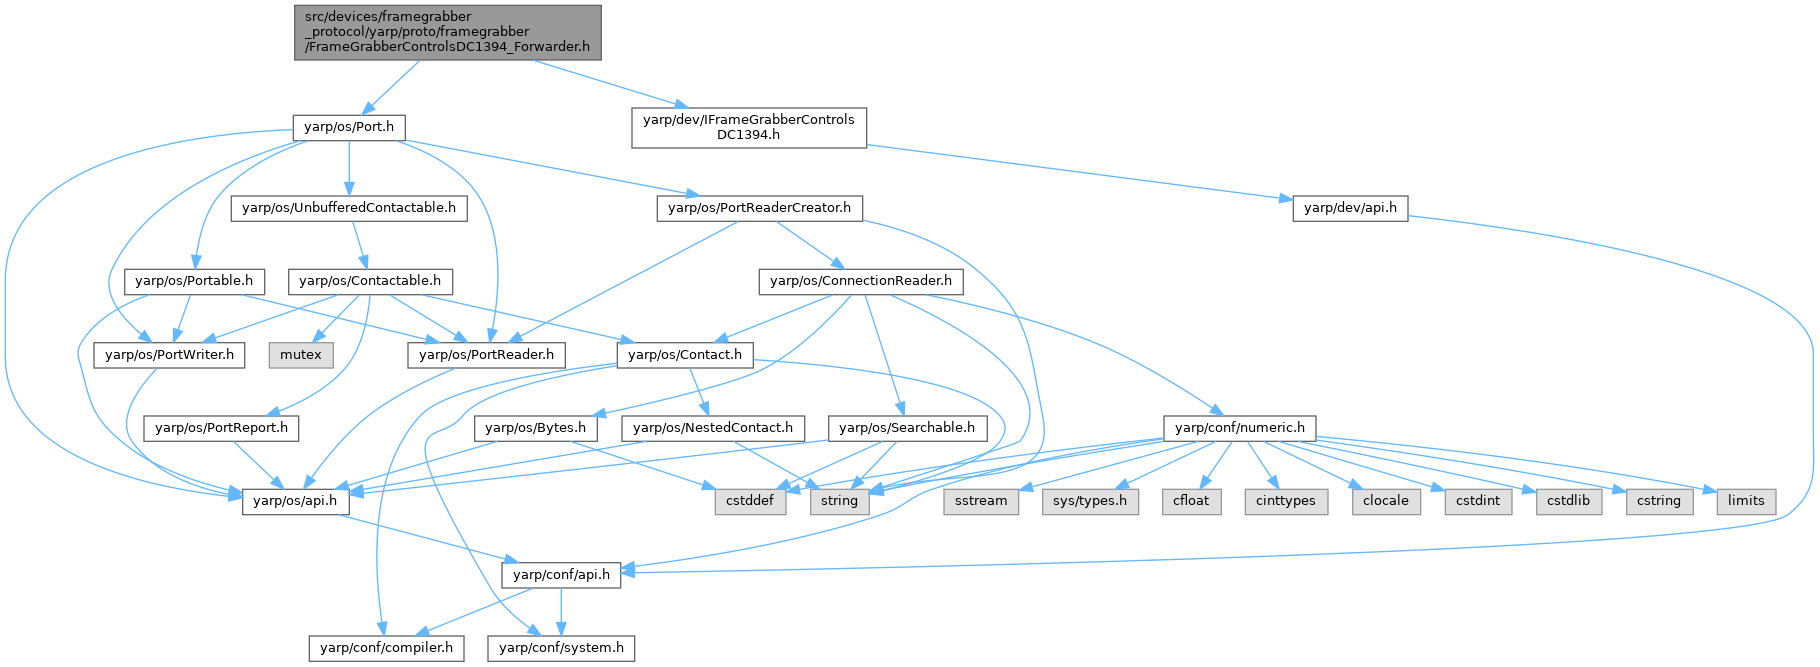 src/devices/framegrabber
_protocol/yarp/proto/framegrabber
/FrameGrabberControlsDC1394_Forwarder.h
yarp/os/Port.h
yarp/dev/IFrameGrabberControls
DC1394.h
yarp/os/UnbufferedContactable.h
yarp/os/PortReaderCreator.h
yarp/dev/api.h
yarp/os/Portable.h
yarp/os/Contactable.h
yarp/os/ConnectionReader.h
yarp/os/PortWriter.h
mutex
yarp/os/PortReader.h
yarp/os/Contact.h
yarp/os/PortReport.h
yarp/os/Bytes.h
yarp/os/NestedContact.h
yarp/os/Searchable.h
yarp/conf/numeric.h
yarp/os/api.h
cstddef
string
sstream
sys/types.h
cfloat
cinttypes
clocale
cstdint
cstdlib
cstring
limits
yarp/conf/api.h
yarp/conf/compiler.h
yarp/conf/system.h